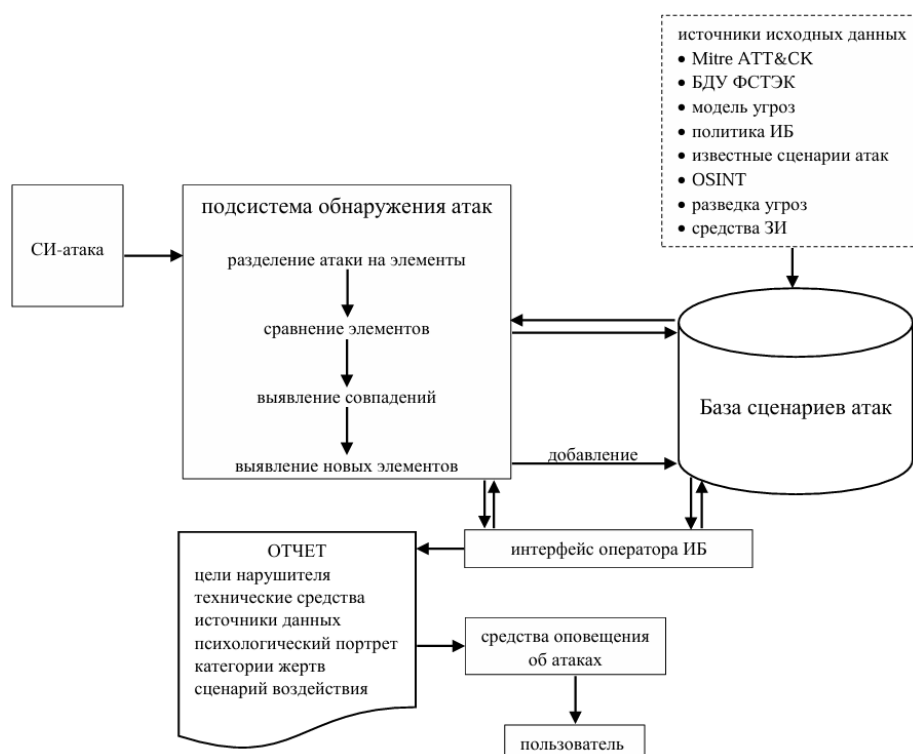 источники исходных данных
• Mitre ATT&CK
• БДУ ФСТЭК
• модель угроз
• политика ИБ
• известные сценарии атак
• OSINT
• разведка угроз
• средства ЗИ
СИ-атака
подсистема обнаружения атак
разделение атаки на элементы
сравнение элементов
выявление совпадений
выявление новых элементов
добавление
База сценариев атак
интерфейс оператора ИБ
ОТЧЕТ
цели нарушителя
технические средства
источники данных
психологический портрет
категории жертв
сценарий воздействия
средства оповещения
об атаках
пользователь